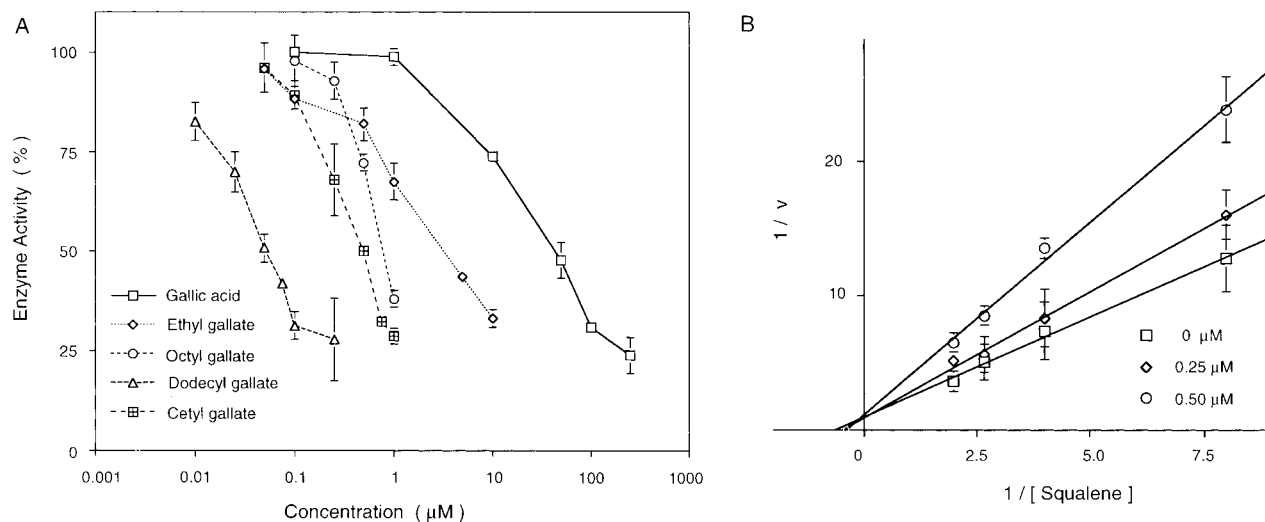 A
Enzyme Activity ( % )
100
75
50
25
0
0.001
0.01
0.1
1
10
100
1000
Concentration ( μM )
Gallic acid
Ethyl gallate
Octyl gallate
Dodecyl gallate
Cetyl gallate
B
1 / v
20
10
0
2.5
5.0
7.5
1 / [ Squalene ]
0 μM
0.25 μM
0.50 μM